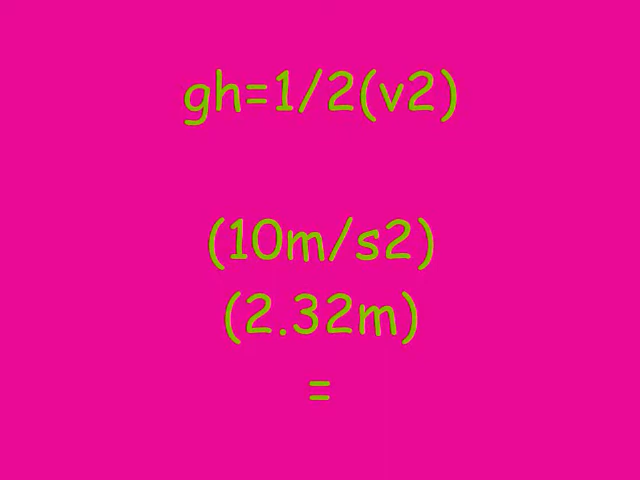 gh=1/2(v2)
(10m/s2)
(2.32m)
=